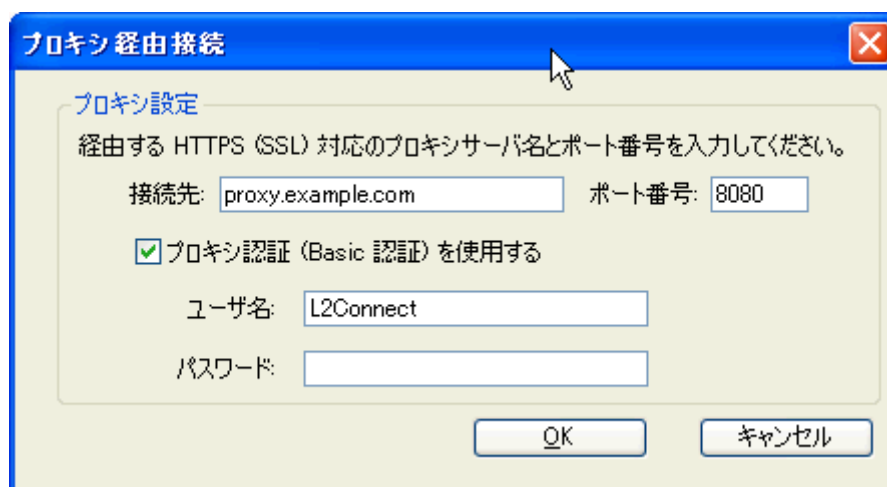 プロキシ経由接続
プロキシ設定
経由する HTTPS (SSL) 対応のプロキシサーバ名とポート番号を入力してください。
接続先: proxy.example.com ポート番号: 8080
プロキシ認証 (Basic 認証) を使用する
ユーザ名: L2Connect
パスワード:
OK キャンセル